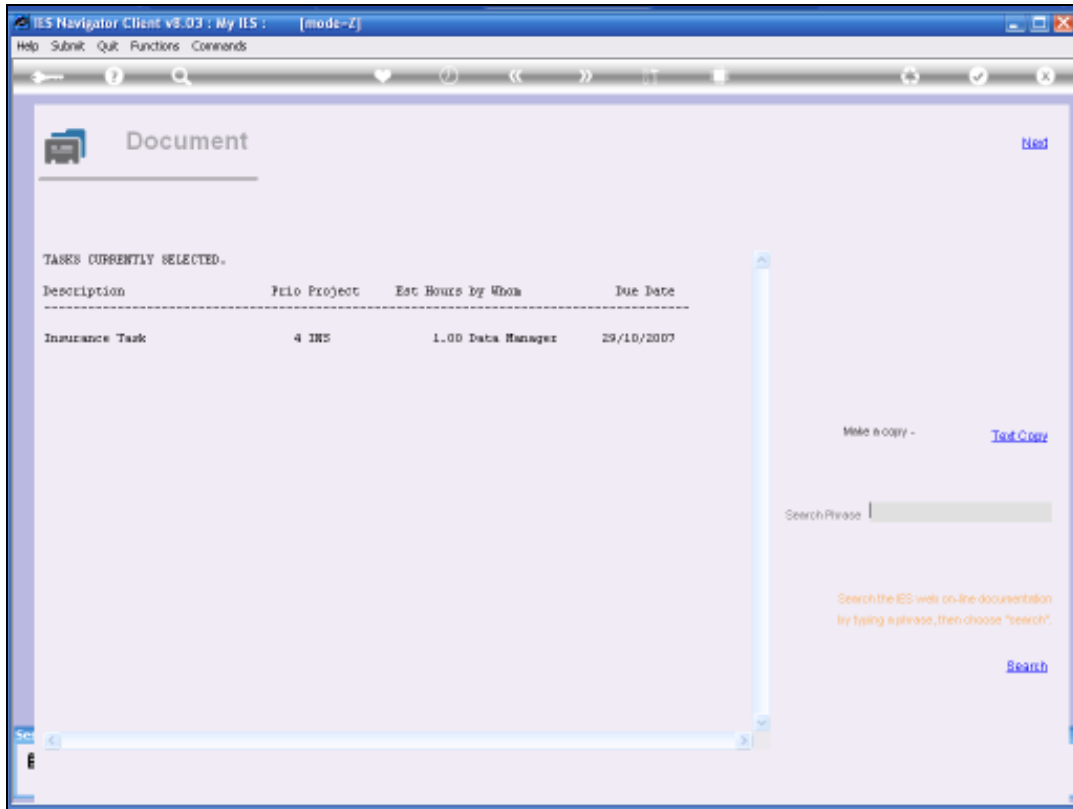 IES Navigator Client v8.03 : My IES : [mode=Z]
Help Submit Quit Functions Commands
Document
Next
TASKS CURRENTLY SELECTED.
Description Prio Project Est Hours by Whom Due Date
Insurance Task 4 INS 1.00 Data Manager 29/10/2007
Make a copy -
Text Copy
Search Phrase
Search the IES web on-line documentation
by typing a phrase, then choose "search".
Search